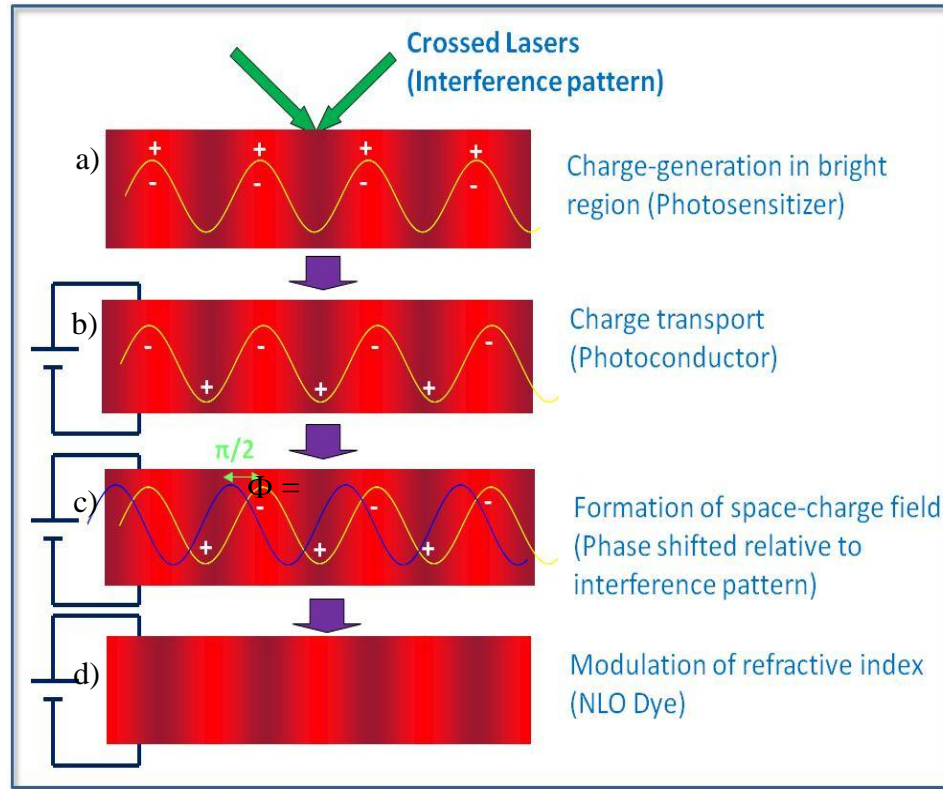 Crossed Lasers
(Interference pattern)
a)
+ + + +
- - - -
Charge-generation in bright
region (Photosensitizer)
b)
- - - -
+ + +
Charge transport
(Photoconductor)
π/2
Φ =
c)
- - -
+ + +
Formation of space-charge field
(Phase shifted relative to
interference pattern)
d)
Modulation of refractive index
(NLO Dye)